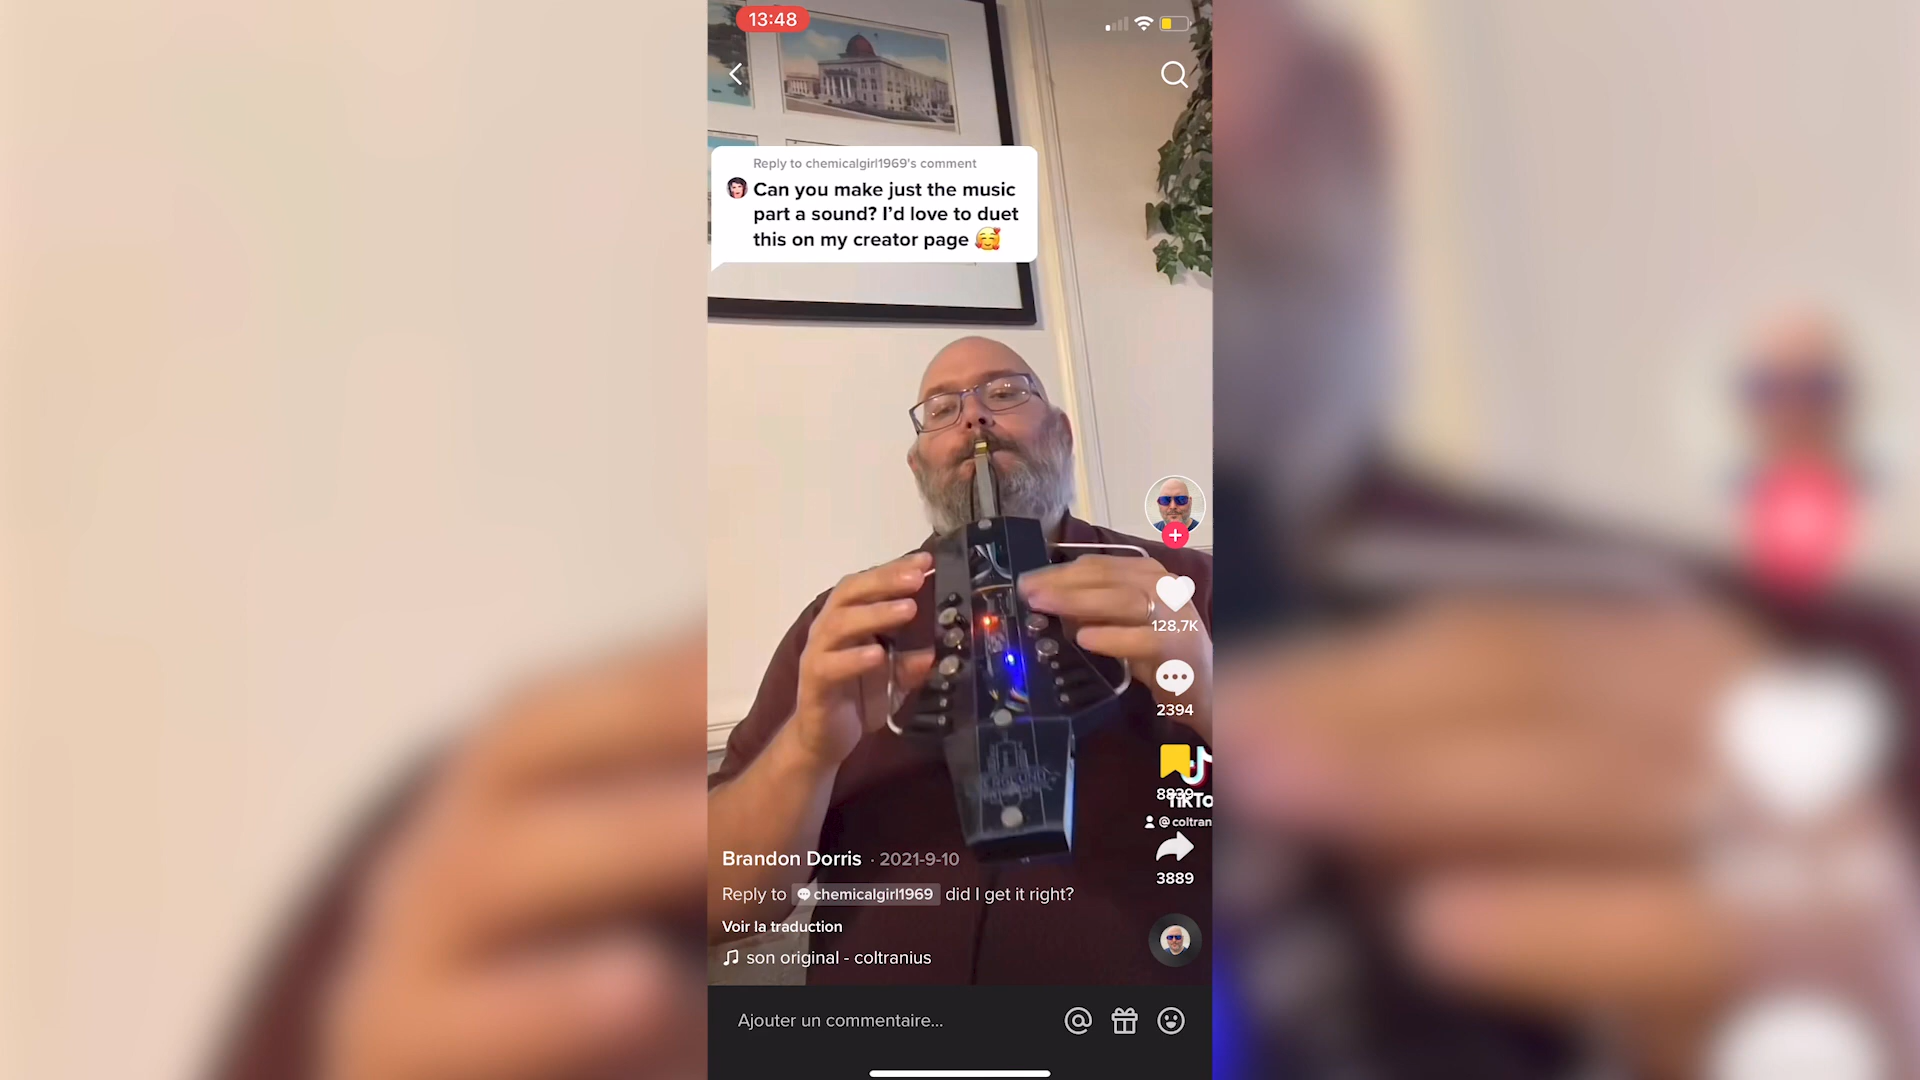 13:48
Reply to chemicalgirl1969's comment
Can you make just the music
part a sound? I'd love to duet
this on my creator page 🥰
128,7K
2394
8839
TikTo
@ coltran
3889
Brandon Dorris · 2021-9-10
Reply to chemicalgirl1969 did I get it right?
Voir la traduction
son original - coltranius
Ajouter un commentaire...